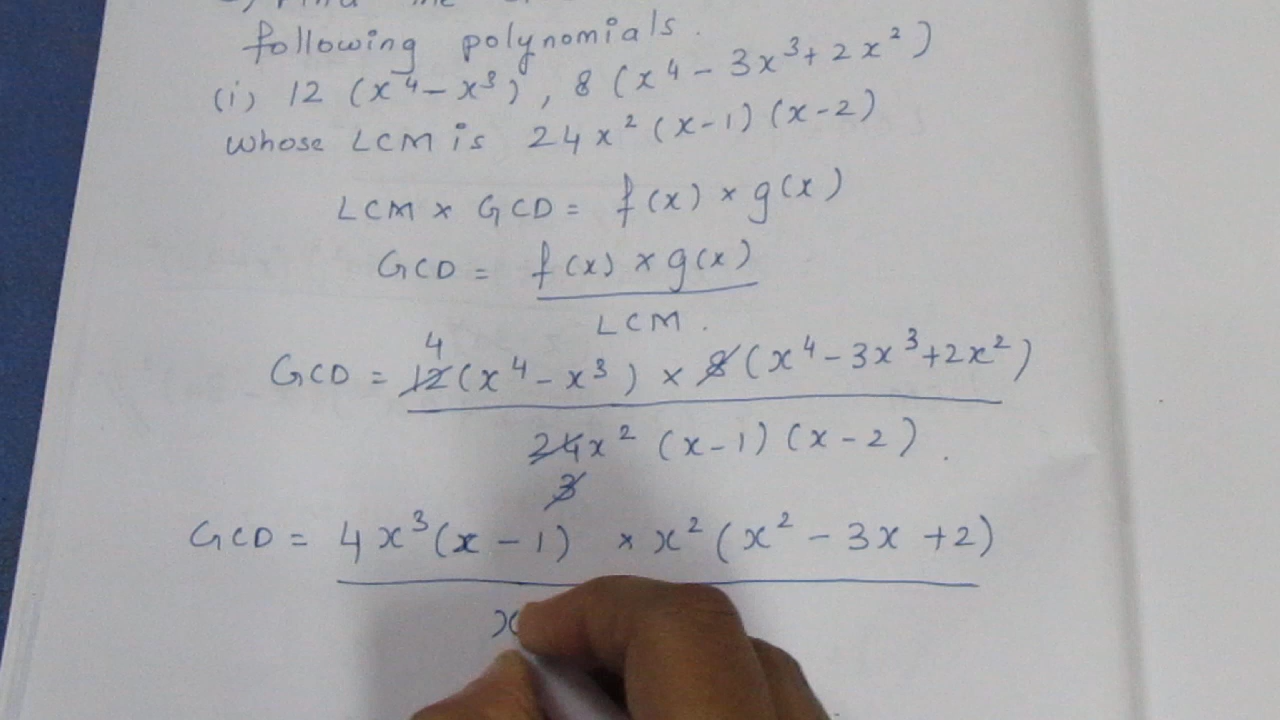 following polynomials.
(i) 12 (x⁴ – x³), 8 (x⁴ – 3x³ + 2x²)
whose LCM is 24x² (x-1) (x-2)
LCM × GCD = f(x) × g(x)
GCD = f(x) × g(x)
LCM.
4
GCD = 12(x⁴ – x³) × 8 (x⁴ – 3x³ + 2x²)
24x² (x-1) (x-2).
3
GCD = 4x³(x – 1) × x² (x² – 3x + 2)
x